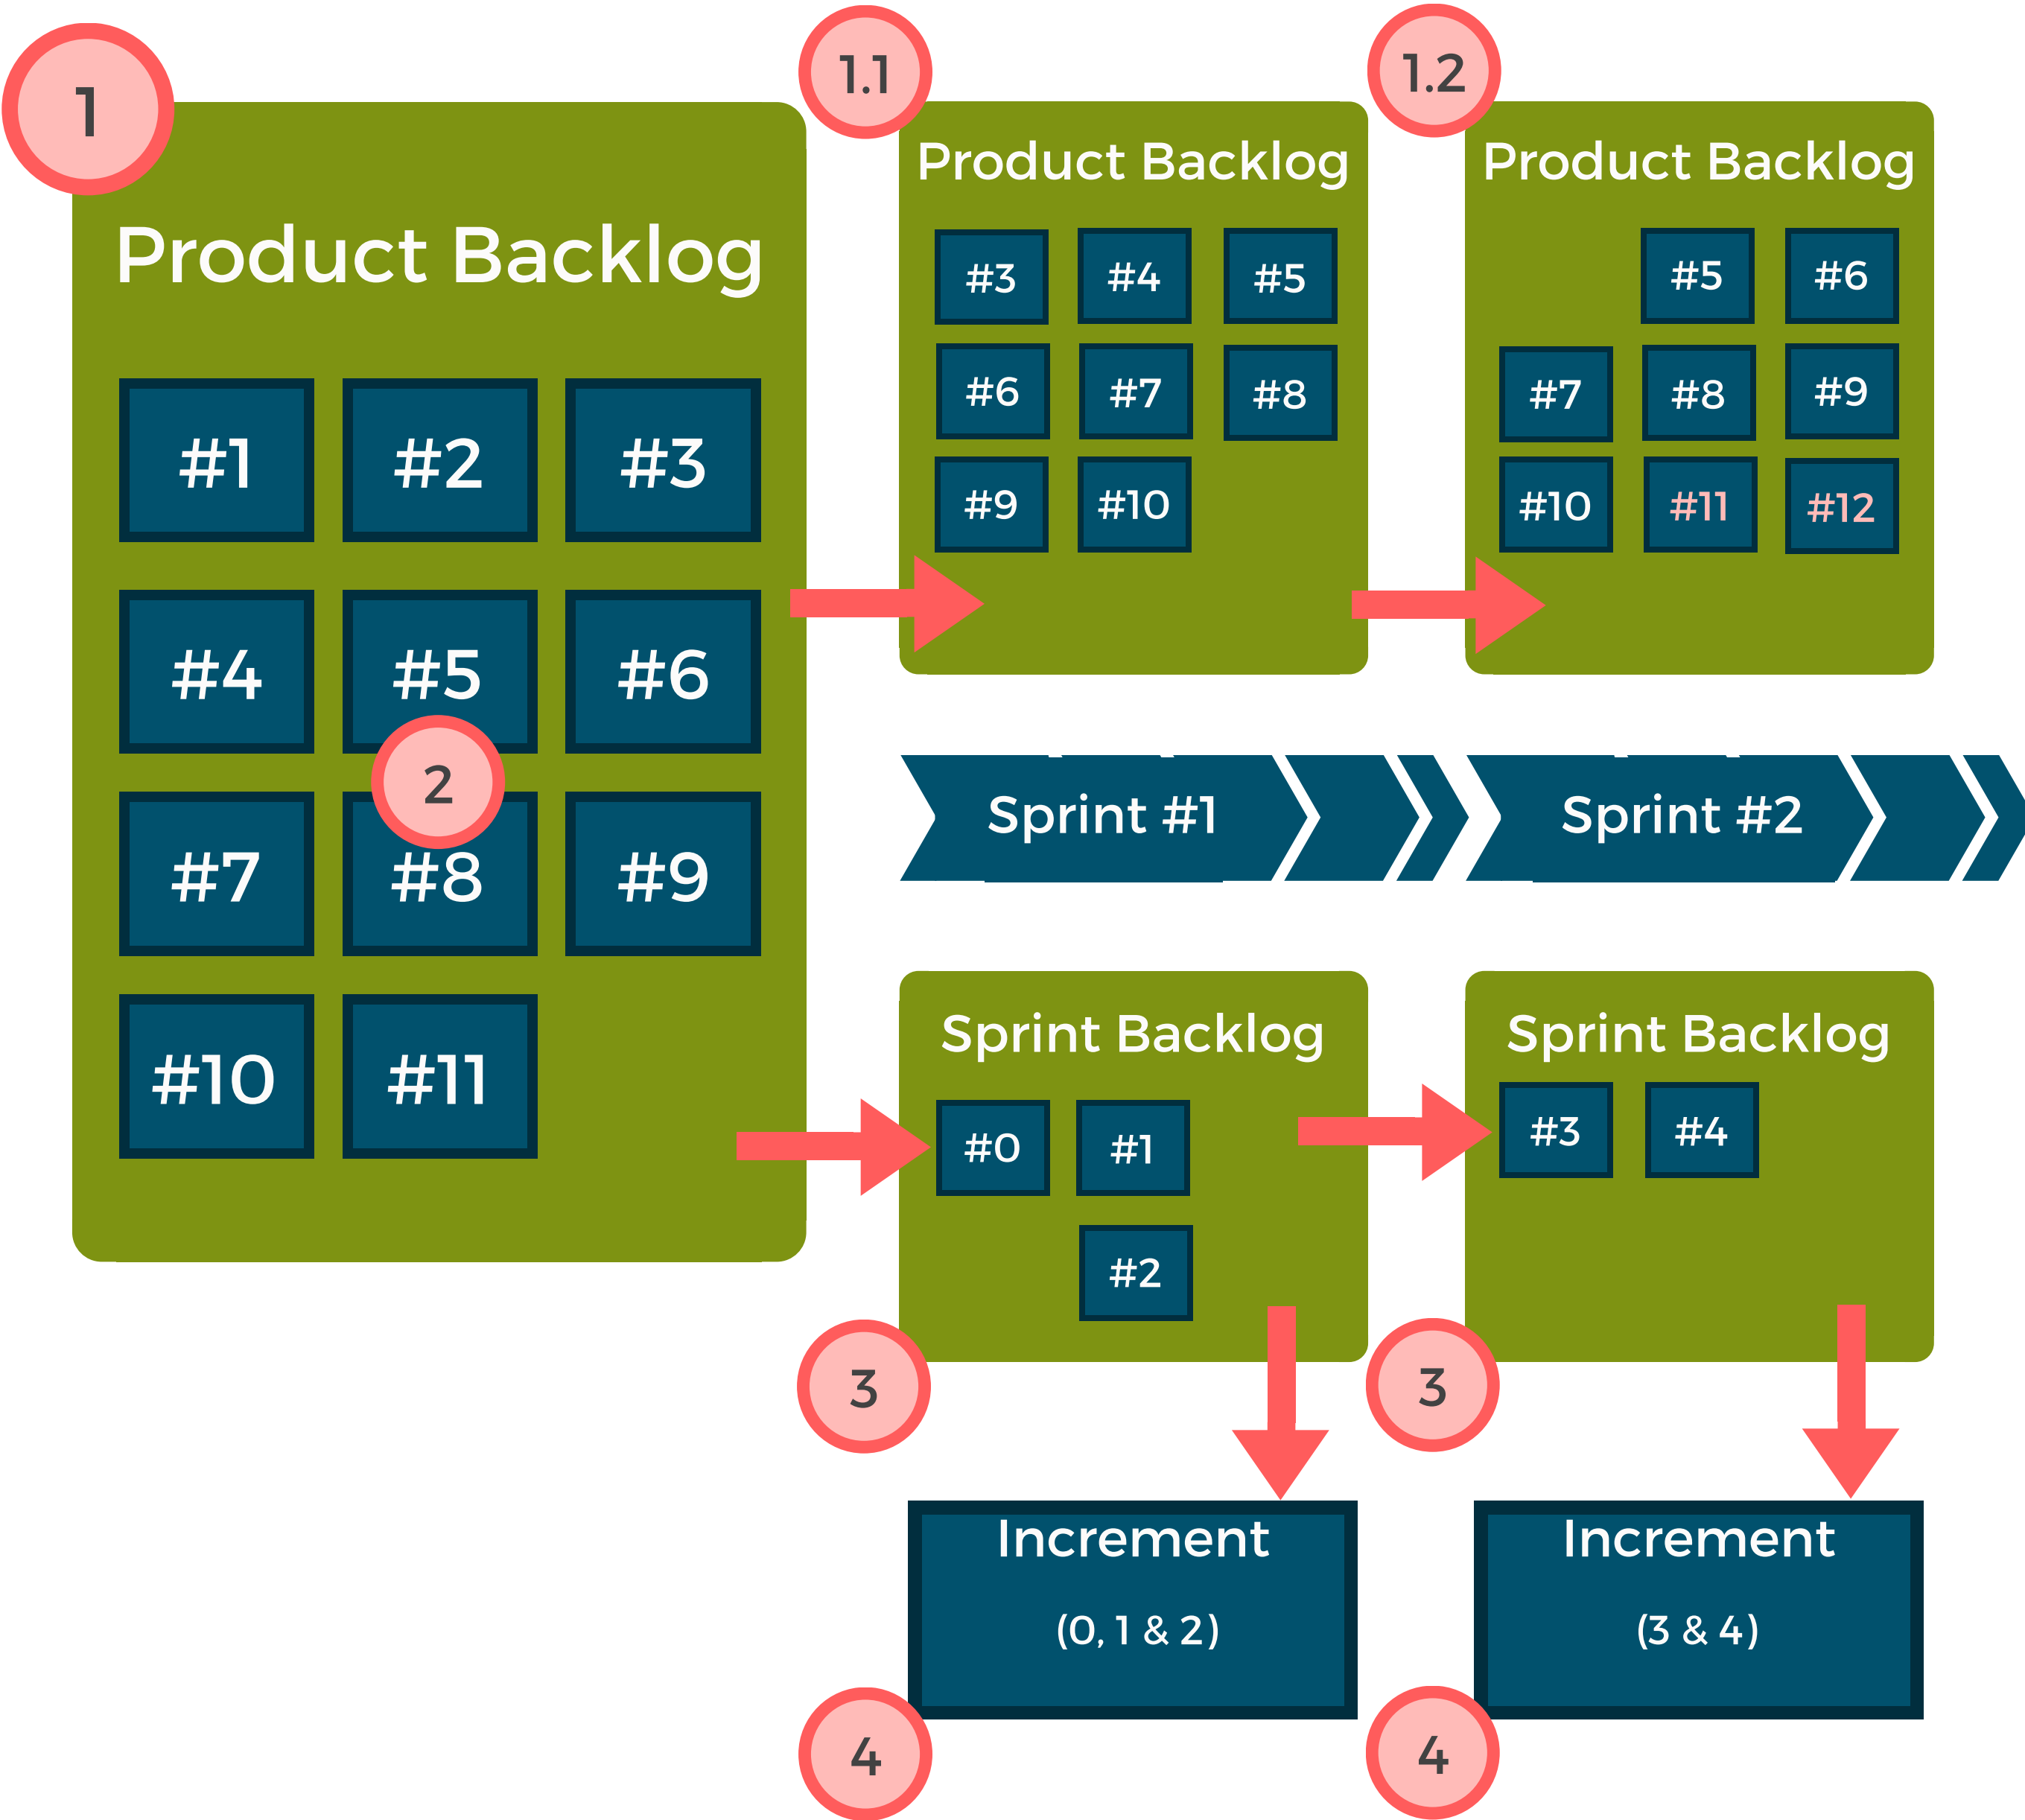 1
Product Backlog
#1 #2 #3
#4 #5 #6
2
#7 #8 #9
#10 #11
1.1
Product Backlog
#3 #4 #5
#6 #7 #8
#9 #10
1.2
Product Backlog
#5 #6
#7 #8 #9
#10 #11 #12
Sprint #1
Sprint #2
Sprint Backlog
#0 #1
#2
3
Sprint Backlog
#3 #4
3
Increment
(0, 1 & 2)
4
Increment
(3 & 4)
4